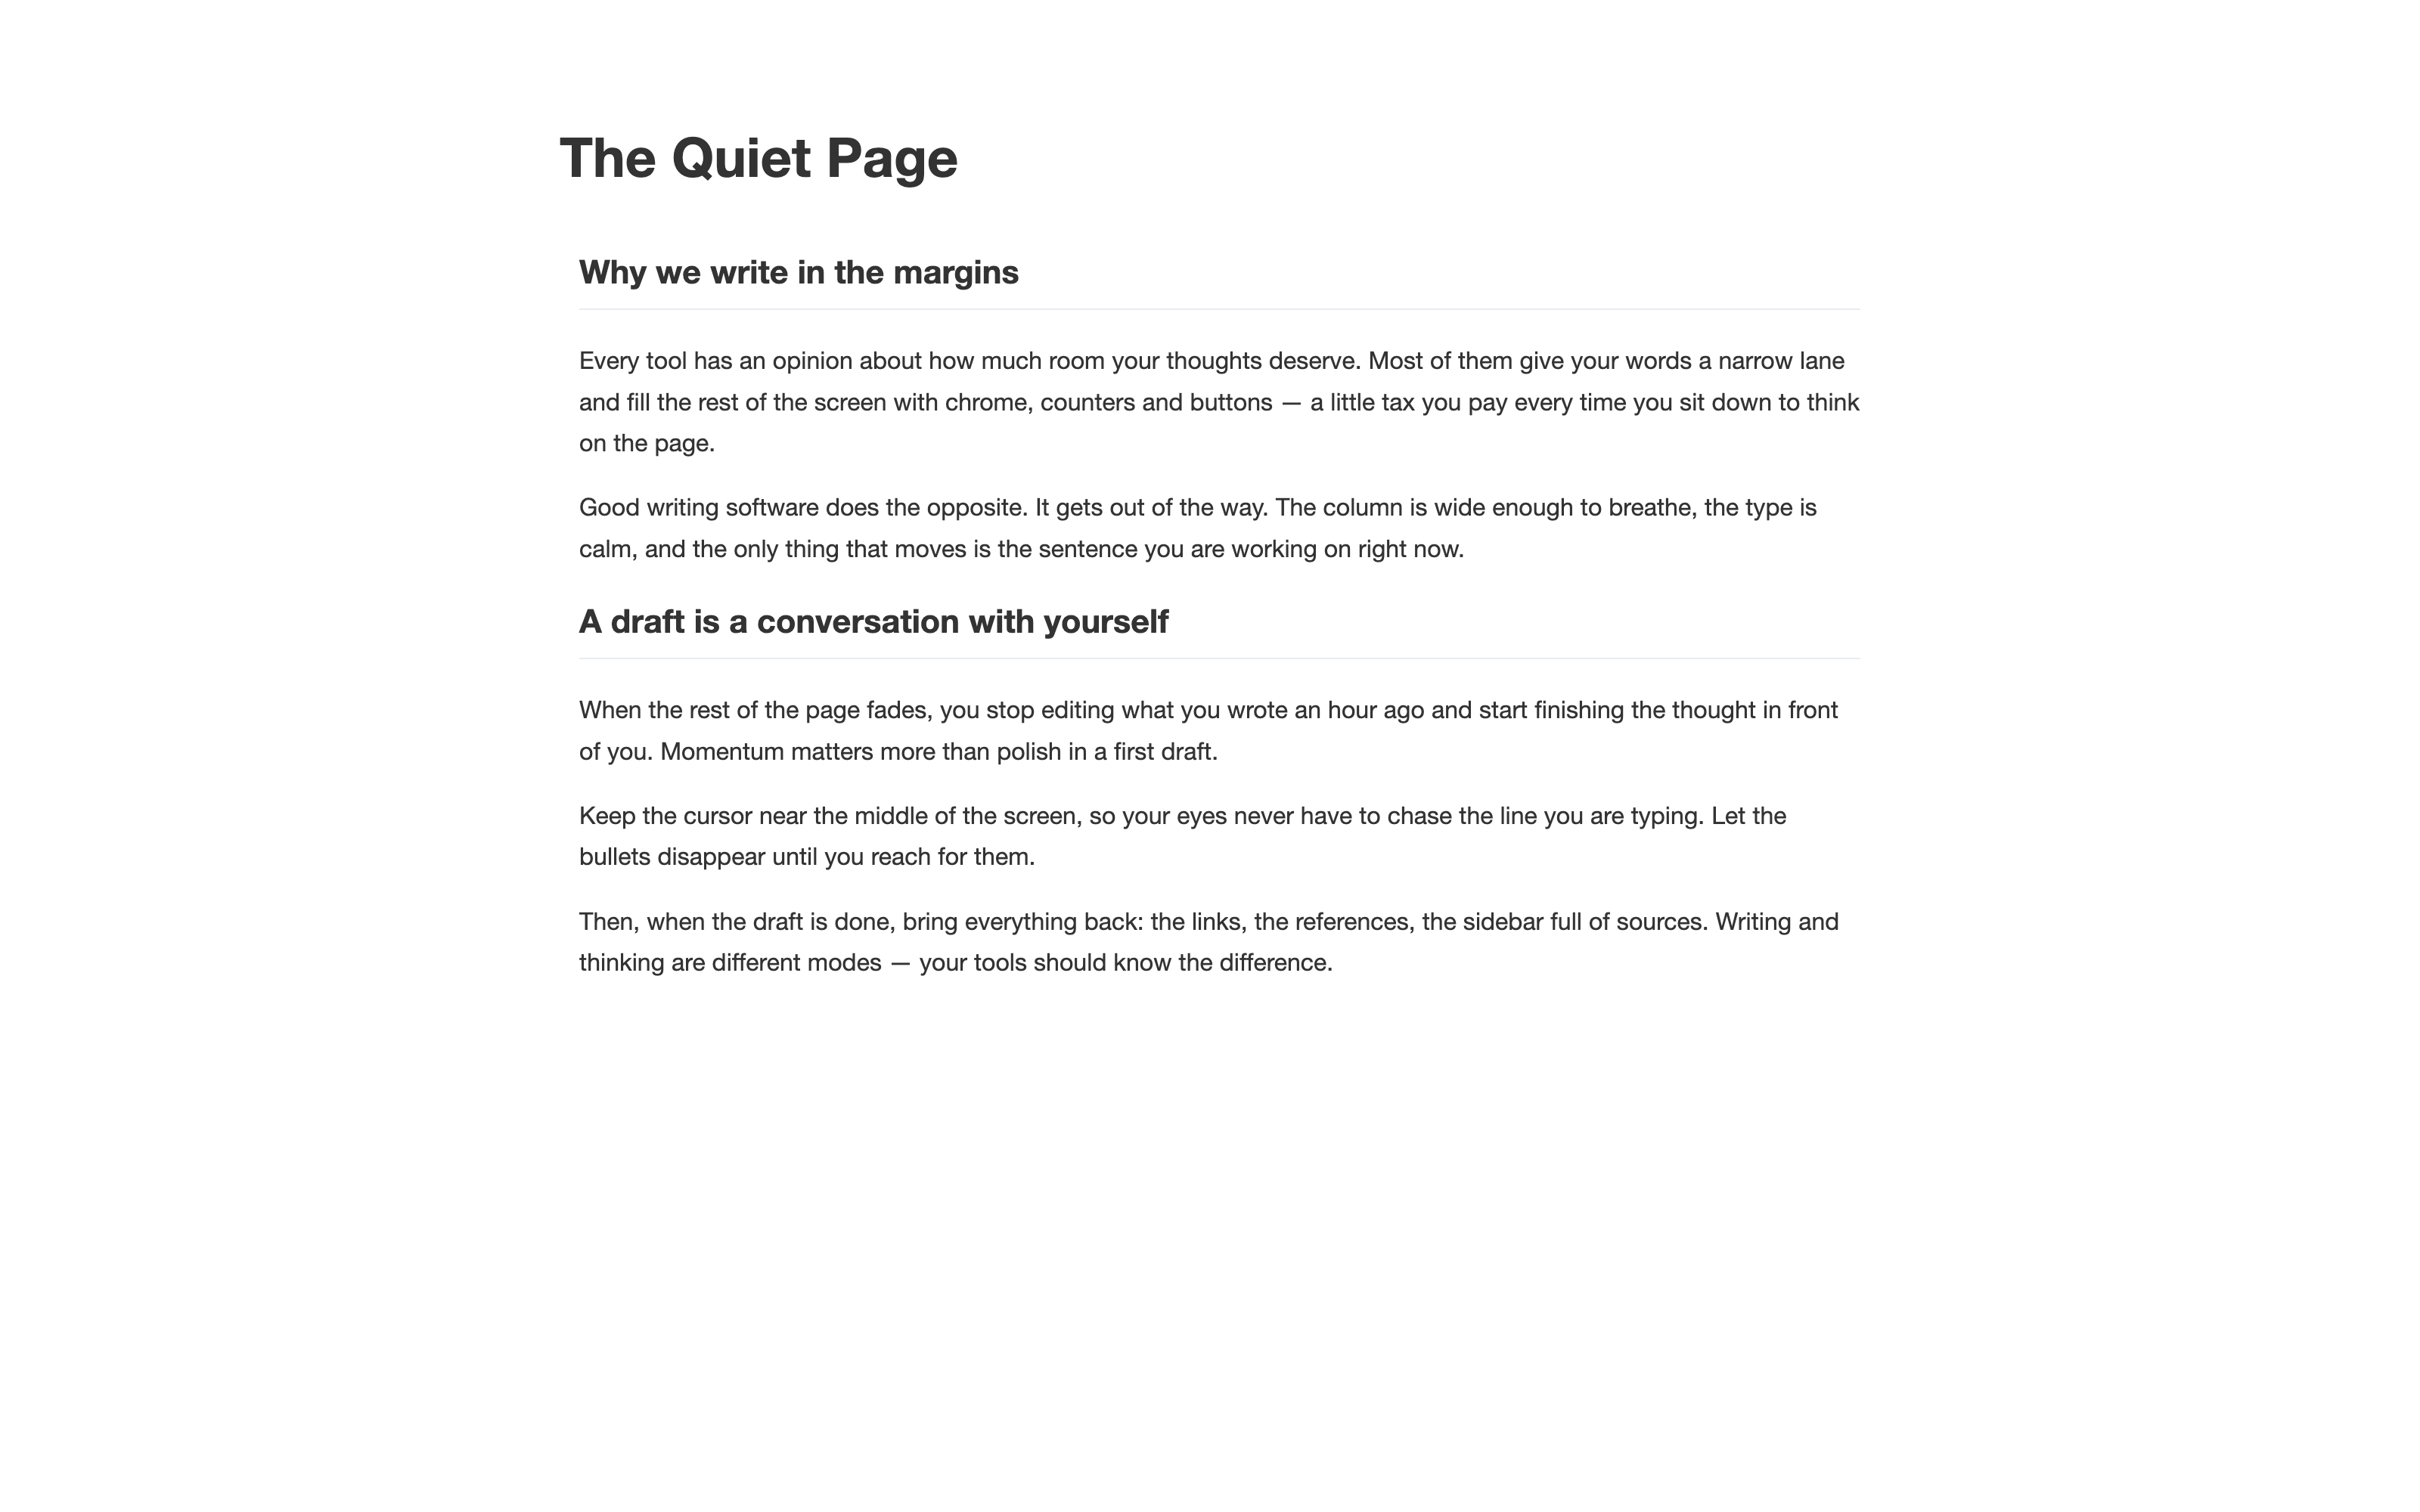 The Quiet Page
Why we write in the margins
Every tool has an opinion about how much room your thoughts deserve. Most of them give your words a narrow lane
and fill the rest of the screen with chrome, counters and buttons — a little tax you pay every time you sit down to think
on the page.
Good writing software does the opposite. It gets out of the way. The column is wide enough to breathe, the type is
calm, and the only thing that moves is the sentence you are working on right now.
A draft is a conversation with yourself
When the rest of the page fades, you stop editing what you wrote an hour ago and start finishing the thought in front
of you. Momentum matters more than polish in a first draft.
Keep the cursor near the middle of the screen, so your eyes never have to chase the line you are typing. Let the
bullets disappear until you reach for them.
Then, when the draft is done, bring everything back: the links, the references, the sidebar full of sources. Writing and
thinking are different modes — your tools should know the difference.